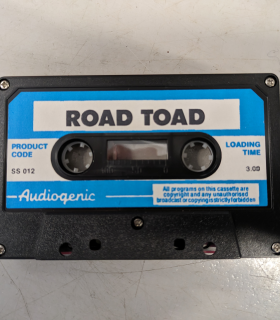 ROAD TOAD
PRODUCT CODE
SS 012
LOADING TIME
3.00
Audiogenic
All programs on this cassette are
copyright and any unauthorised
broadcast or copying is strictly forbidden